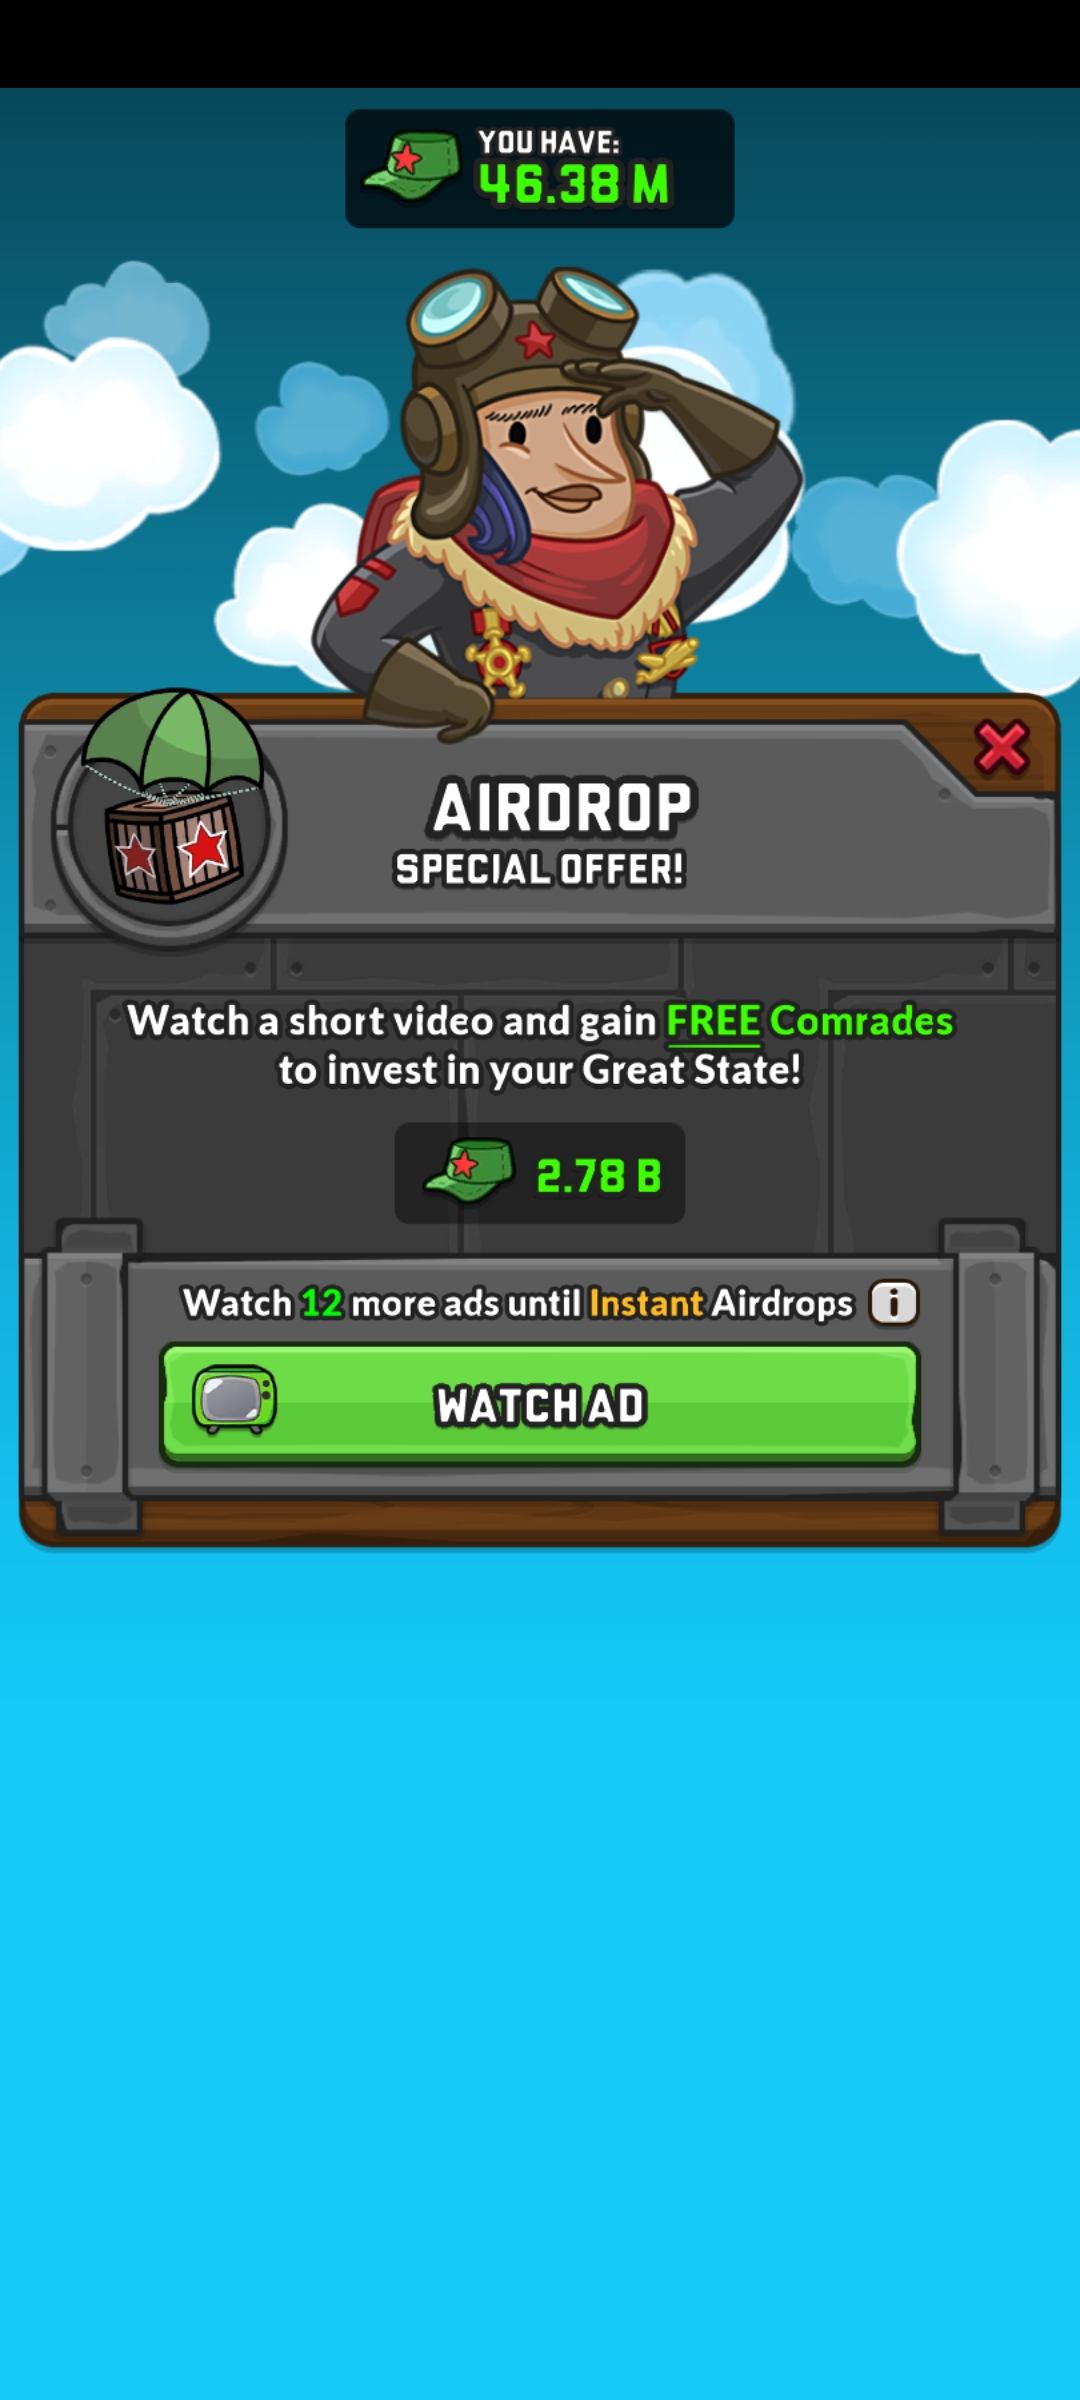 YOU HAVE:
46.38 M
AIRDROP
SPECIAL OFFER!
Watch a short video and gain FREE Comrades
to invest in your Great State!
2.78 B
Watch 12 more ads until Instant Airdrops i
WATCH AD